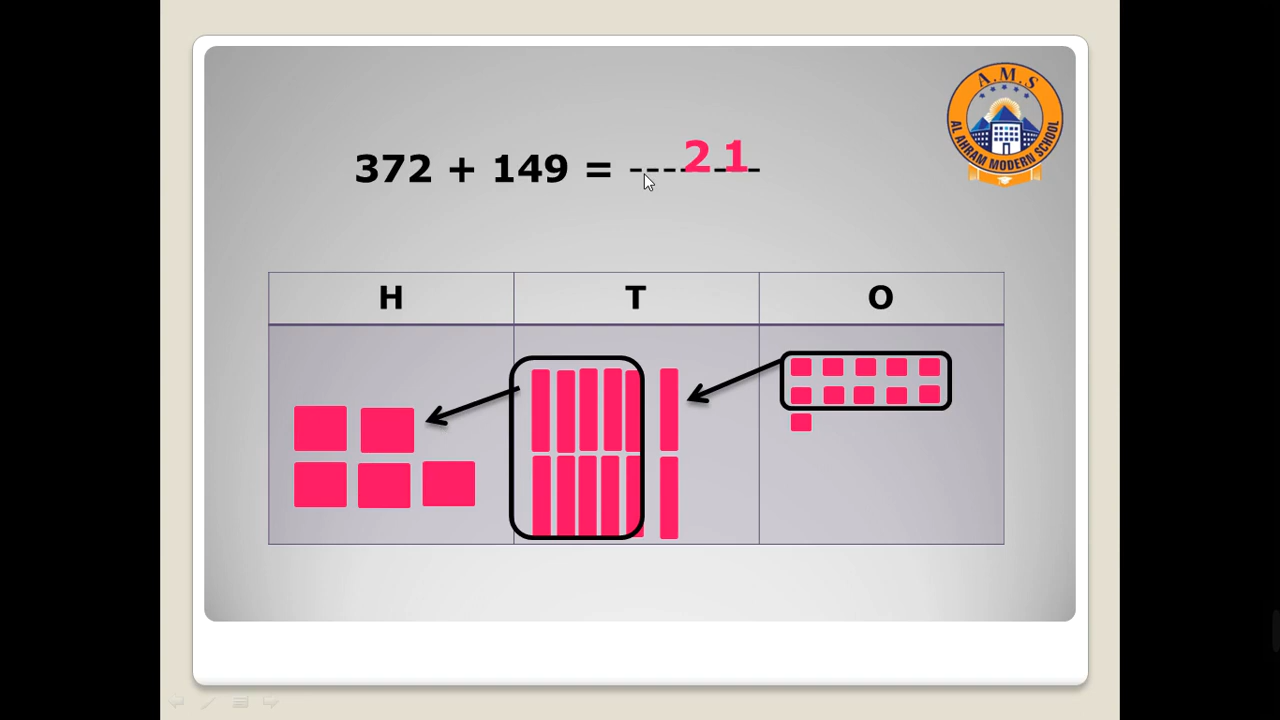 A.M.S
AL AHRAM MODERN SCHOOL
372 + 149 = -------- 21
H T O